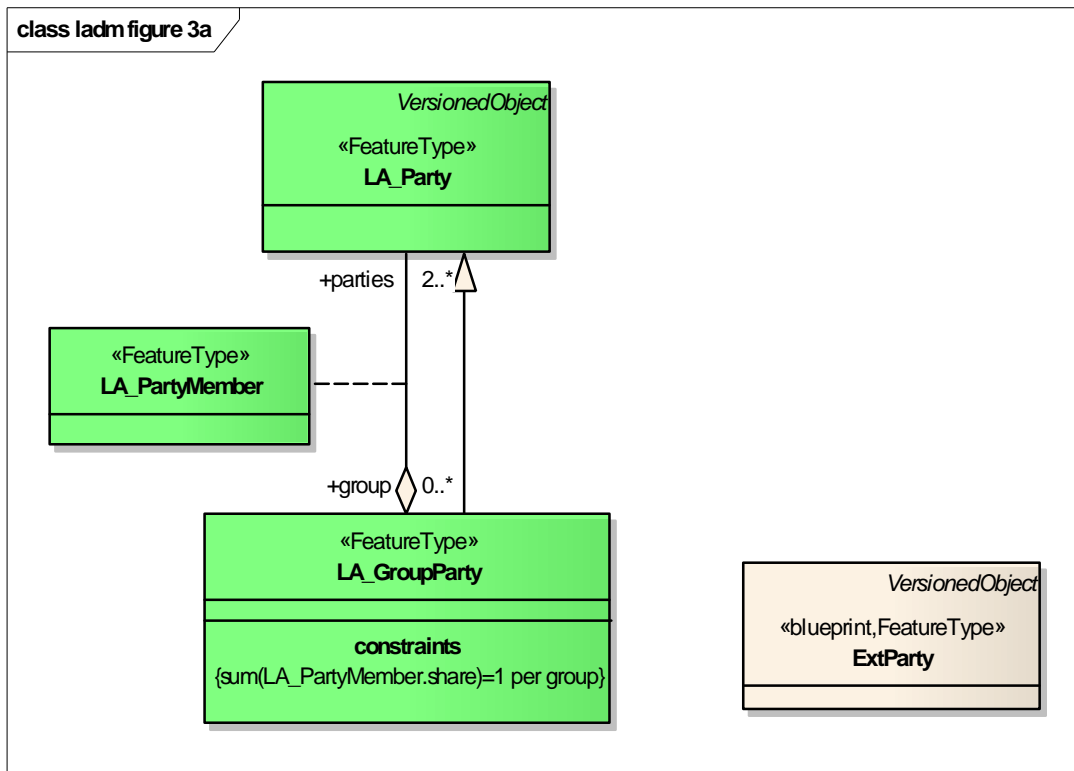 class ladm figure 3a
VersionedObject
«FeatureType»
LA_Party
+parties 2..*
«FeatureType»
LA_PartyMember
+group 0..*
«FeatureType»
LA_GroupParty
constraints
{sum(LA_PartyMember.share)=1 per group}
VersionedObject
«blueprint,FeatureType»
ExtParty